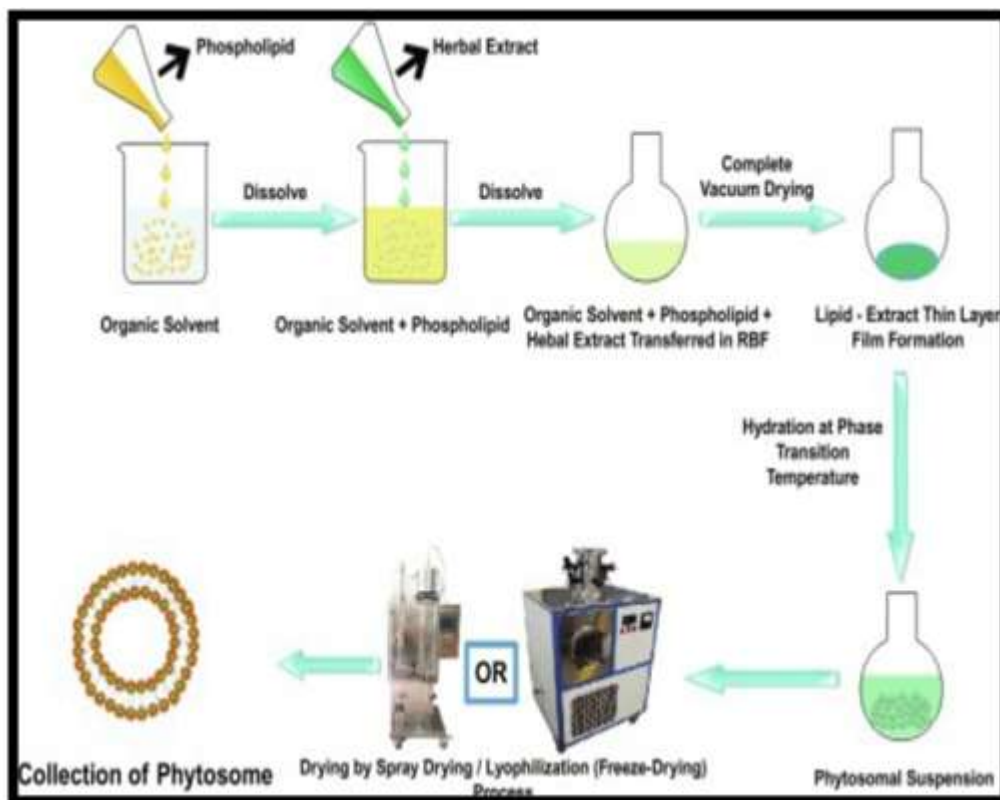 Phospholipid
Herbal Extract
Dissolve
Dissolve
Complete
Vacuum Drying
Organic Solvent
Organic Solvent + Phospholipid
Organic Solvent + Phospholipid +
Hebal Extract Transferred in RBF
Lipid - Extract Thin Layer
Film Formation
Hydration at Phase
Transition
Temperature
OR
Collection of Phytosome
Drying by Spray Drying / Lyophilization (Freeze-Drying)
Process
Phytosomal Suspension